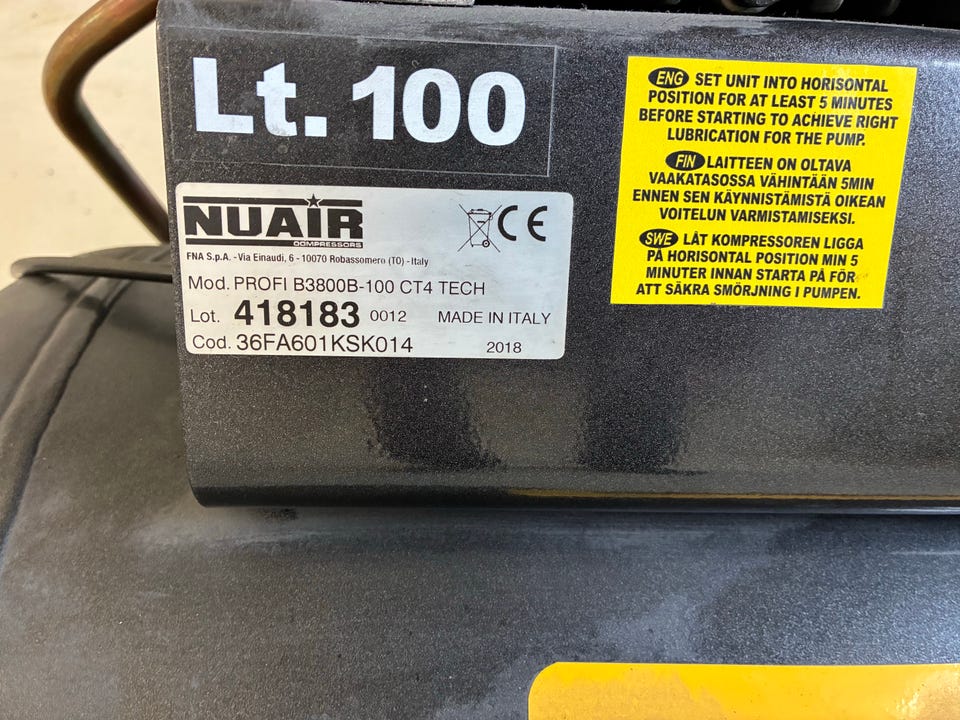 Lt. 100
NUAIR
COMPRESSORS
CE
FNA S.p.A. - Via Einaudi, 6 - 10070 Robassomero (TO) - Italy
Mod. PROFI B3800B-100 CT4 TECH
Lot. 418183 0012 MADE IN ITALY
Cod. 36FA601KSK014 2018
ENG SET UNIT INTO HORISONTAL
POSITION FOR AT LEAST 5 MINUTES
BEFORE STARTING TO ACHIEVE RIGHT
LUBRICATION FOR THE PUMP.
FIN LAITTEEN ON OLTAVA
VAAKATASOSSA VÄHINTÄÄN 5MIN
ENNEN SEN KÄYNNISTÄMISTÄ OIKEAN
VOITELUN VARMISTAMISEKSI.
SWE LÅT KOMPRESSOREN LIGGA
PÅ HORISONTAL POSITION MIN 5
MINUTER INNAN STARTA PÅ FÖR
ATT SÄKRA SMÖRJNING I PUMPEN.